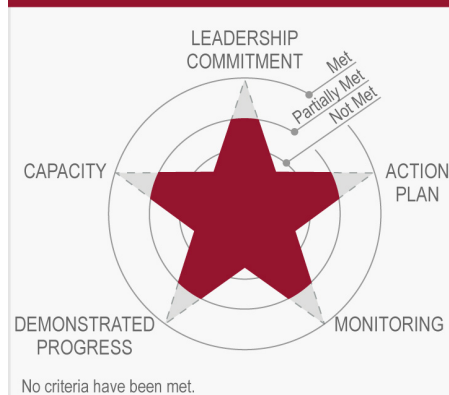 LEADERSHIP
COMMITMENT
Met
Partially Met
Not Met
CAPACITY
ACTION
PLAN
DEMONSTRATED
PROGRESS
MONITORING
No criteria have been met.